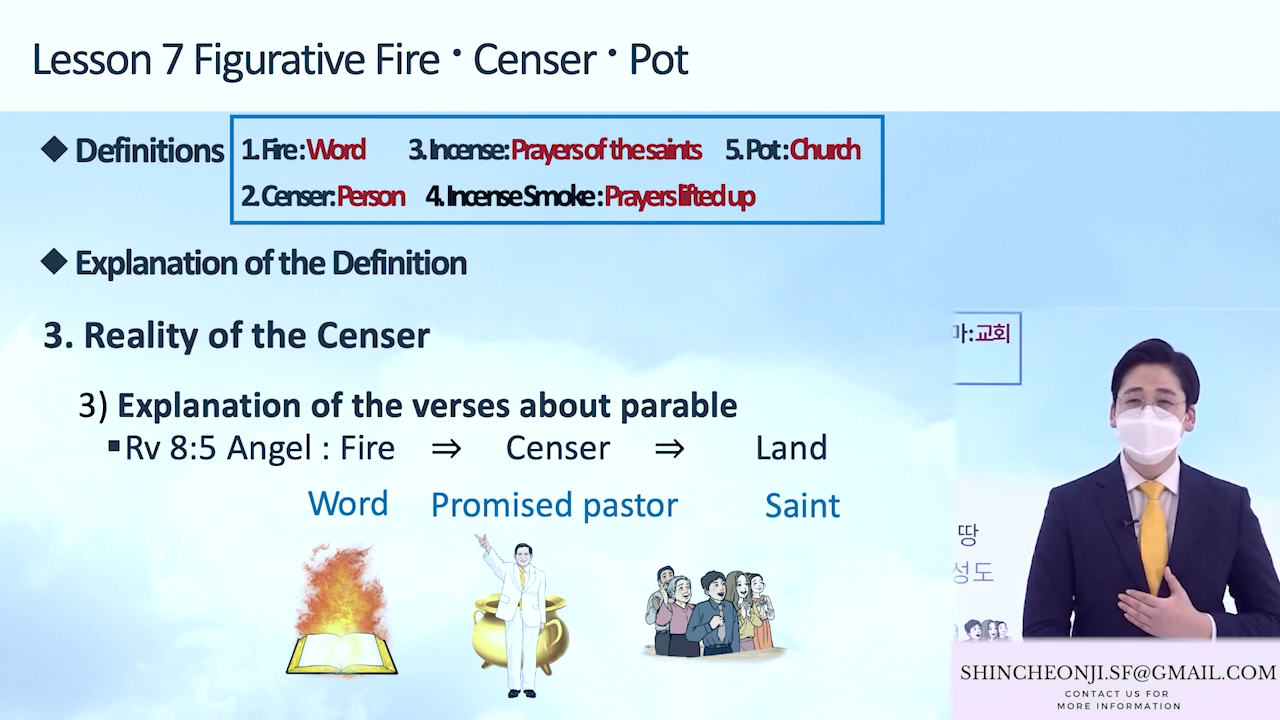 Lesson 7 Figurative Fire · Censer · Pot
◆ Definitions
1. Fire : Word 3. Incense : Prayers of the saints 5. Pot : Church
2. Censer : Person 4. Incense Smoke : Prayers lifted up
◆ Explanation of the Definition
3. Reality of the Censer
3) Explanation of the verses about parable
▪Rv 8:5 Angel : Fire ⇒ Censer ⇒ Land
Word Promised pastor Saint
마:교회
땅
성도
SHINCHEONJI.SF@GMAIL.COM
CONTACT US FOR
MORE INFORMATION